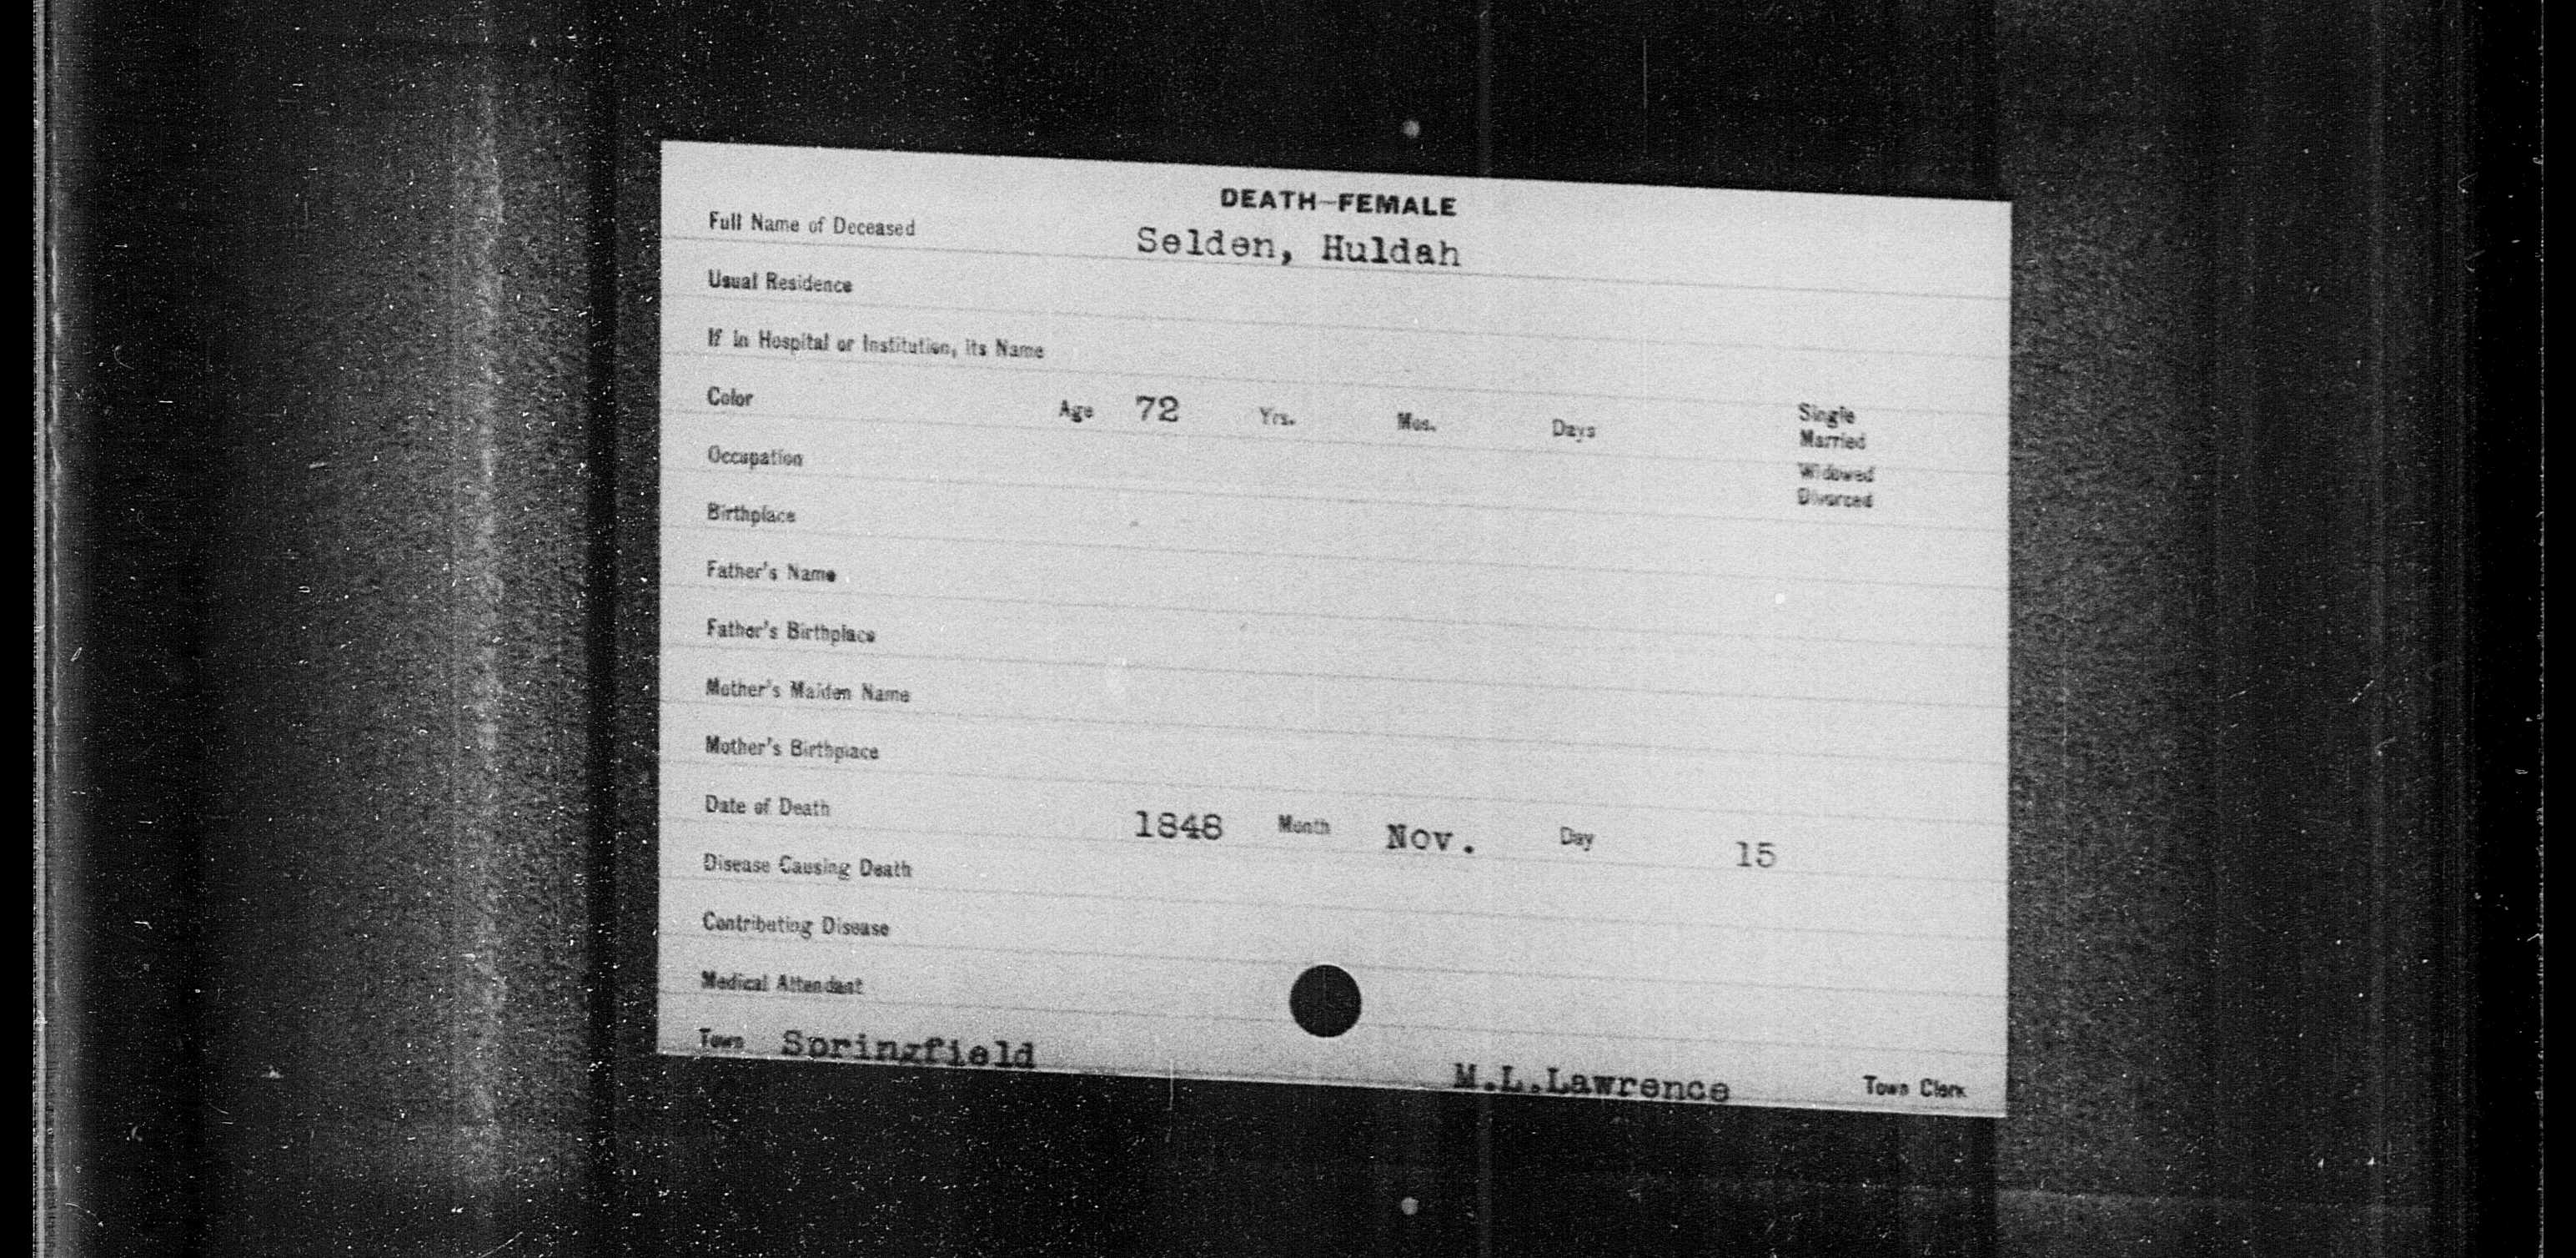 DEATH—FEMALE
Full Name of Deceased Selden, Huldah
Usual Residence
If in Hospital or Institution, its Name
Color Age 72 Yrs. Mos. Days Single
Married
Widowed
Divorced
Occupation
Birthplace
Father's Name
Father's Birthplace
Mother's Maiden Name
Mother's Birthplace
Date of Death 1848 Month Nov. Day 15
Disease Causing Death
Contributing Disease
Medical Attendant
Town Springfield M.L.Lawrence Town Clerk